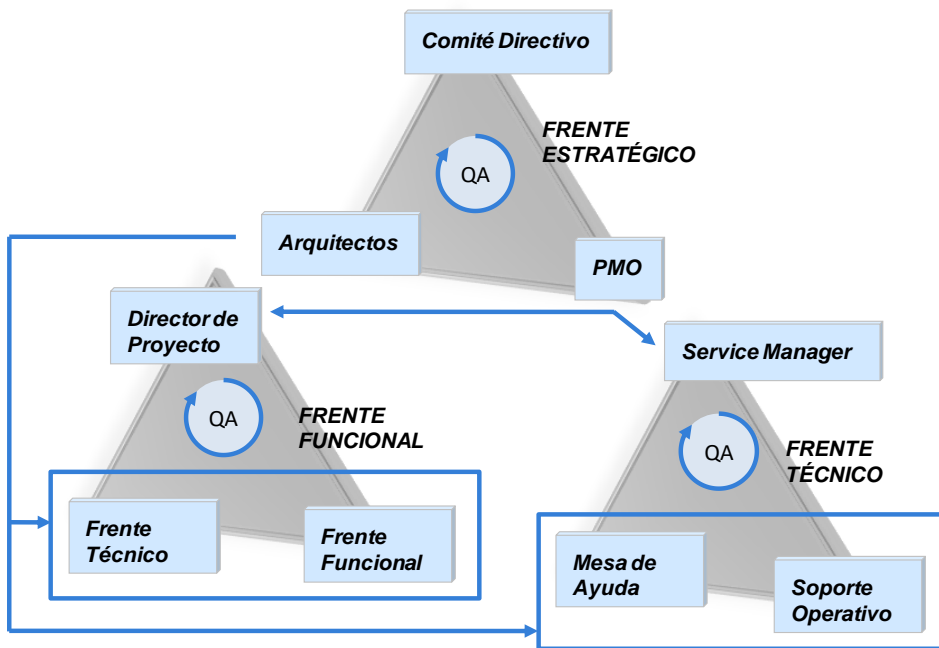 Comité Directivo
FRENTE
ESTRATÉGICO
QA
Arquitectos
PMO
Director de
Proyecto
Service Manager
QA
FRENTE
FUNCIONAL
QA
FRENTE
TÉCNICO
Frente
Técnico
Frente
Funcional
Mesa de
Ayuda
Soporte
Operativo